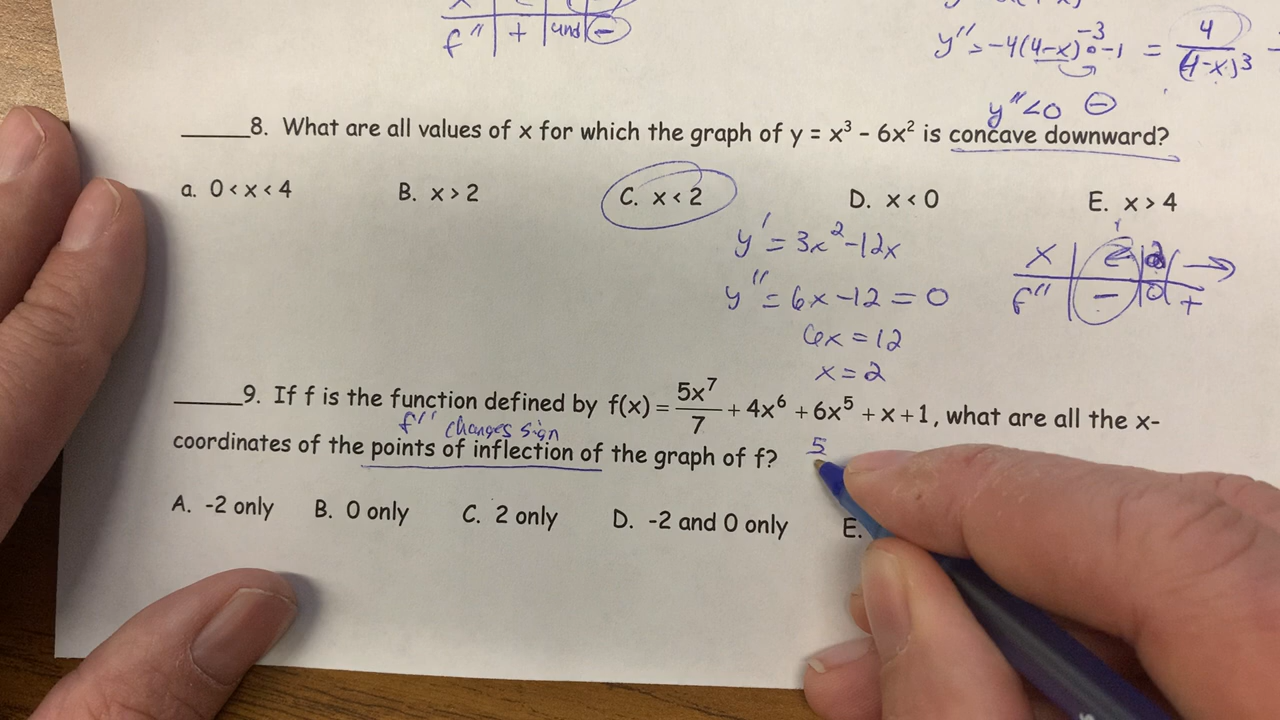 f'' + und -
y'' = -4(4-x)^-3 · -1 = 4/(4-x)^3
y'' < 0 ⊖
_____8. What are all values of x for which the graph of y = x³ - 6x² is concave downward?
a. 0 < x < 4 B. x > 2 C. x < 2 D. x < 0 E. x > 4
y' = 3x² - 12x
x 2 →
y'' = 6x - 12 = 0
f'' - 0 +
6x = 12
x = 2
_____9. If f is the function defined by f(x) = 5x⁷/7 + 4x⁶ + 6x⁵ + x + 1, what are all the x-
f'' changes sign
coordinates of the points of inflection of the graph of f? 5
A. -2 only B. 0 only C. 2 only D. -2 and 0 only E.